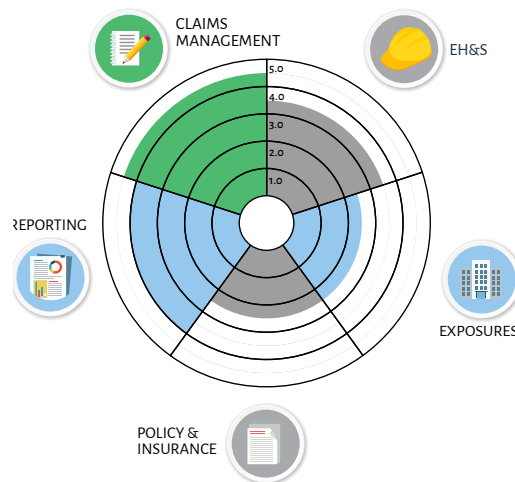 CLAIMS
MANAGEMENT
EH&S
5.0
4.0
3.0
2.0
1.0
REPORTING
EXPOSURES
POLICY &
INSURANCE